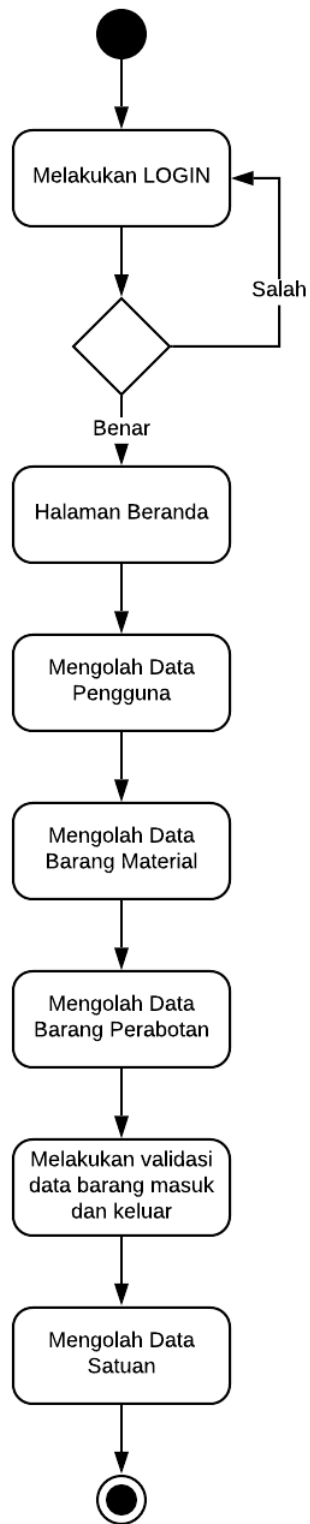 Melakukan LOGIN
Salah
Benar
Halaman Beranda
Mengolah Data
Pengguna
Mengolah Data
Barang Material
Mengolah Data
Barang Perabotan
Melakukan validasi
data barang masuk
dan keluar
Mengolah Data
Satuan